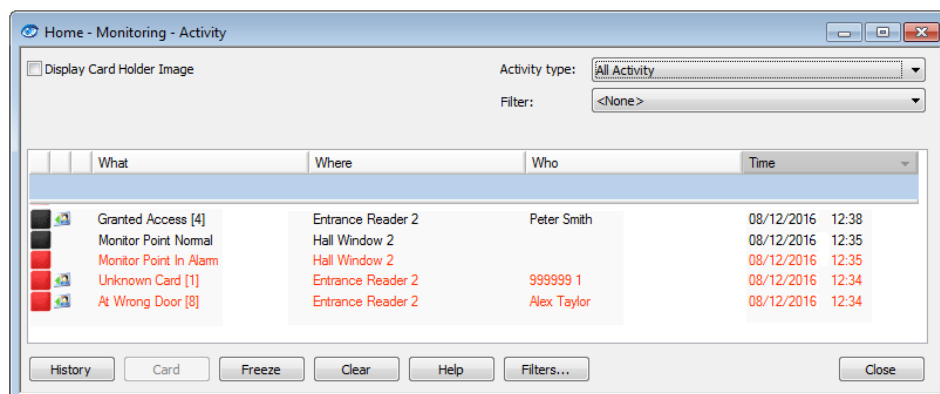 Home - Monitoring - Activity
Display Card Holder Image
Activity type: All Activity
Filter: <None>
What Where Who Time
Granted Access [4] Entrance Reader 2 Peter Smith 08/12/2016 12:38
Monitor Point Normal Hall Window 2 08/12/2016 12:35
Monitor Point In Alarm Hall Window 2 08/12/2016 12:35
Unknown Card [1] Entrance Reader 2 999999 1 08/12/2016 12:34
At Wrong Door [8] Entrance Reader 2 Alex Taylor 08/12/2016 12:34
History Card Freeze Clear Help Filters... Close